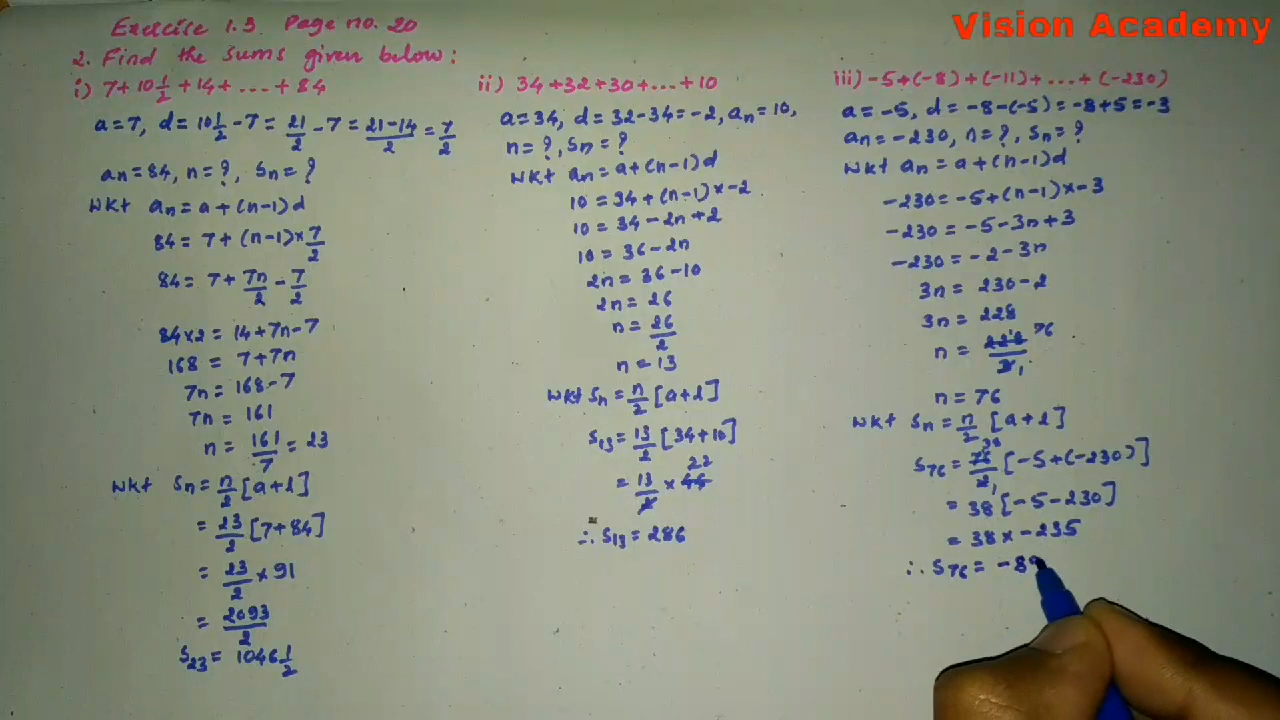 Vision Academy
Exercise 1.3 Page no. 20
2. Find the sums given below:
i) 7+10 1/2+14+...+84
a=7, d=10 1/2-7=21/2-7=21-14/2=7/2
an=84, n=?, Sn=?
WKt an=a+(n-1)d
84=7+(n-1)×7/2
84=7+7n/2-7/2
84×2=14+7n-7
168=7+7n
7n=168-7
7n=161
n=161/7=23
WKt Sn=n/2[a+l]
=23/2[7+84]
=23/2×91
=2093/2
S23=1046 1/2
ii) 34+32+30+...+10
a=34, d=32-34=-2, an=10,
n=?, Sn=?
WKt an=a+(n-1)d
10=34+(n-1)×-2
10=34-2n+2
10=36-2n
2n=36-10
2n=26
n=26/2
n=13
WKt Sn=n/2[a+l]
S13=13/2[34+10]
22
=13/2×44
∴S13=286
iii) -5+(-8)+(-11)+...+(-230)
a=-5, d=-8-(-5)=-8+5=-3
an=-230, n=?, Sn=?
WKt an=a+(n-1)d
-230=-5+(n-1)×-3
-230=-5-3n+3
-230=-2-3n
3n=230-2
3n=228
n=228/3 76 1
n=76
WKt Sn=n/2[a+l]
38
S76=76/2[-5+(-230)]
1
=38[-5-230]
=38×-235
∴S76=-89